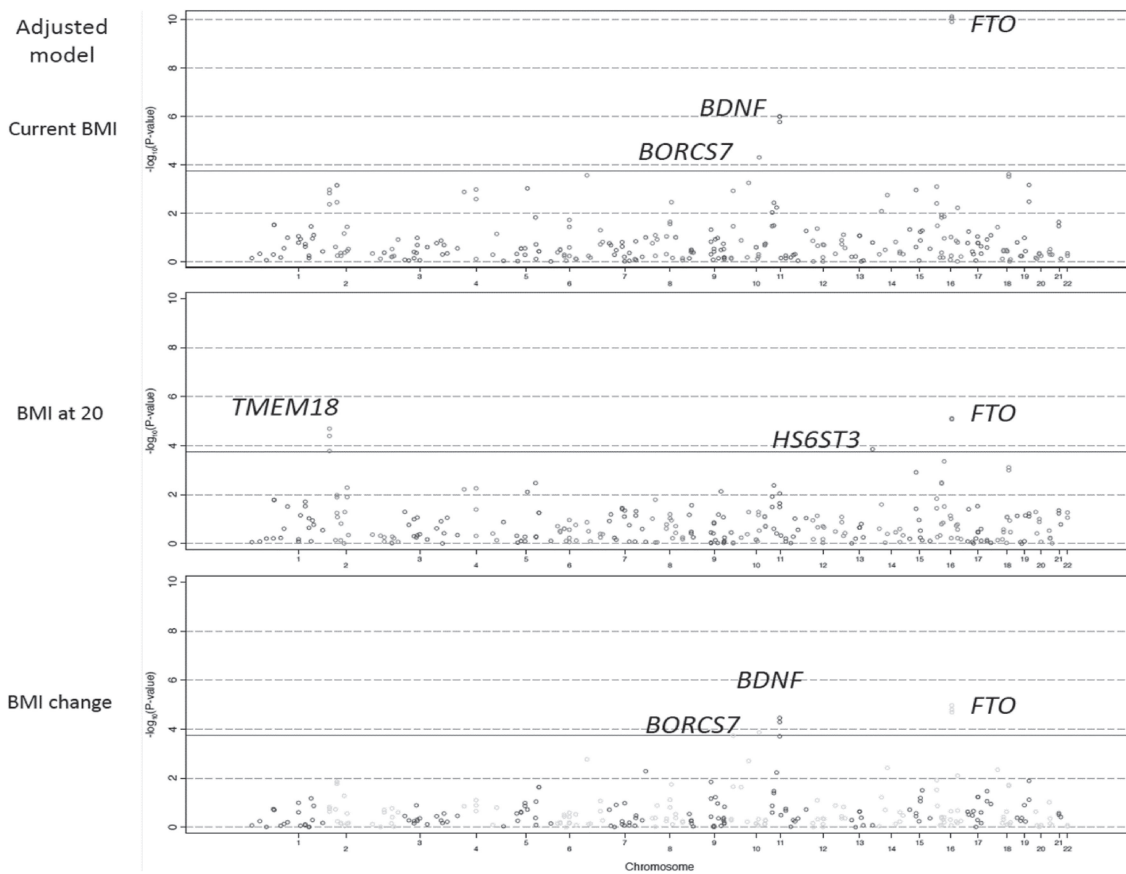 Adjusted
model
Current BMI
-log10(P-value)
10
8
6
4
2
0
FTO
BDNF
BORCS7
1 2 3 4 5 6 7 8 9 10 11 12 13 14 15 16 17 18 19 20 21 22
BMI at 20
-log10(P-value)
10
8
6
4
2
0
TMEM18
FTO
HS6ST3
1 2 3 4 5 6 7 8 9 10 11 12 13 14 15 16 17 18 19 20 21 22
BMI change
-log10(P-value)
10
8
6
4
2
0
BDNF
FTO
BORCS7
1 2 3 4 5 6 7 8 9 10 11 12 13 14 15 16 17 18 19 20 21 22
Chromosome